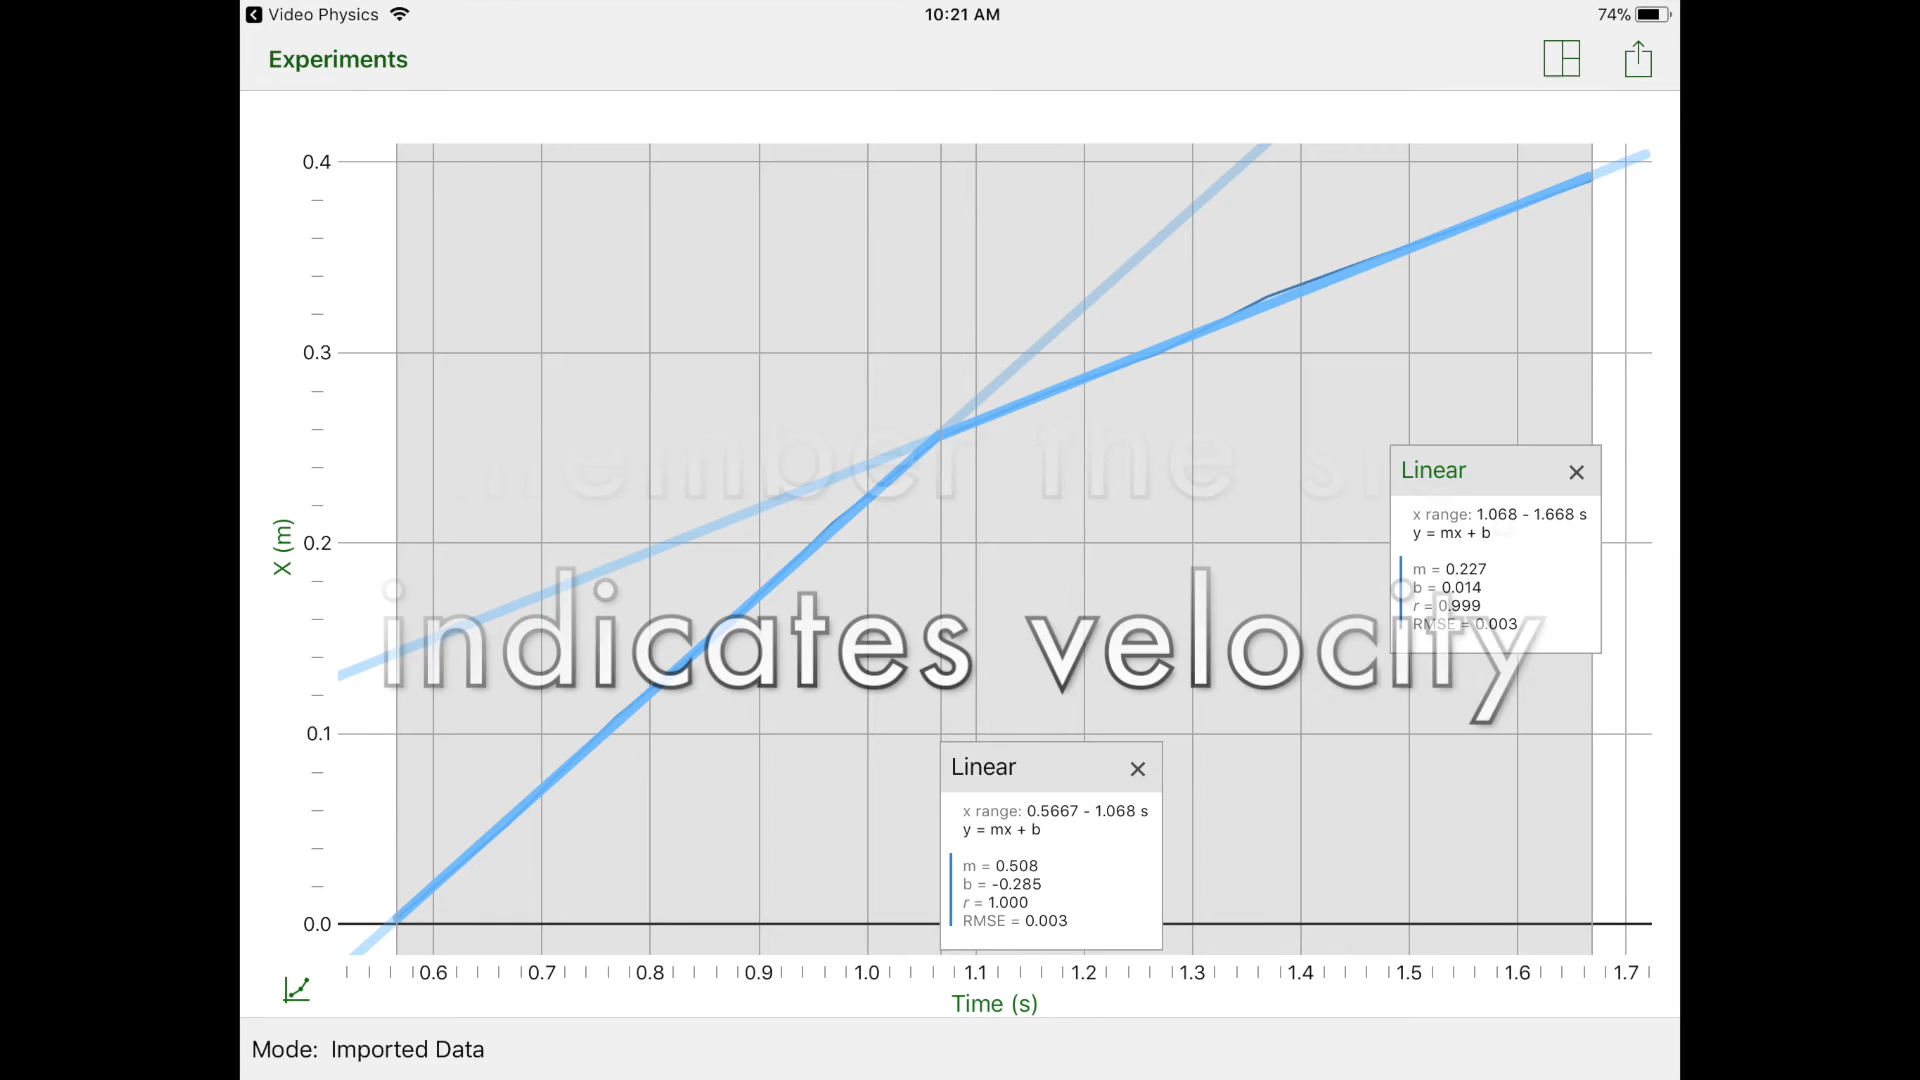 Video Physics
10:21 AM
74%
Experiments
0.4
0.3
0.2
0.1
0.0
X (m)
member the s
indicates velocity
Linear
x range: 1.068 - 1.668 s
y = mx + b
m = 0.227
b = 0.014
r = 0.999
RMSE = 0.003
Linear
x range: 0.5667 - 1.068 s
y = mx + b
m = 0.508
b = -0.285
r = 1.000
RMSE = 0.003
0.6 0.7 0.8 0.9 1.0 1.1 1.2 1.3 1.4 1.5 1.6 1.7
Time (s)
Mode: Imported Data